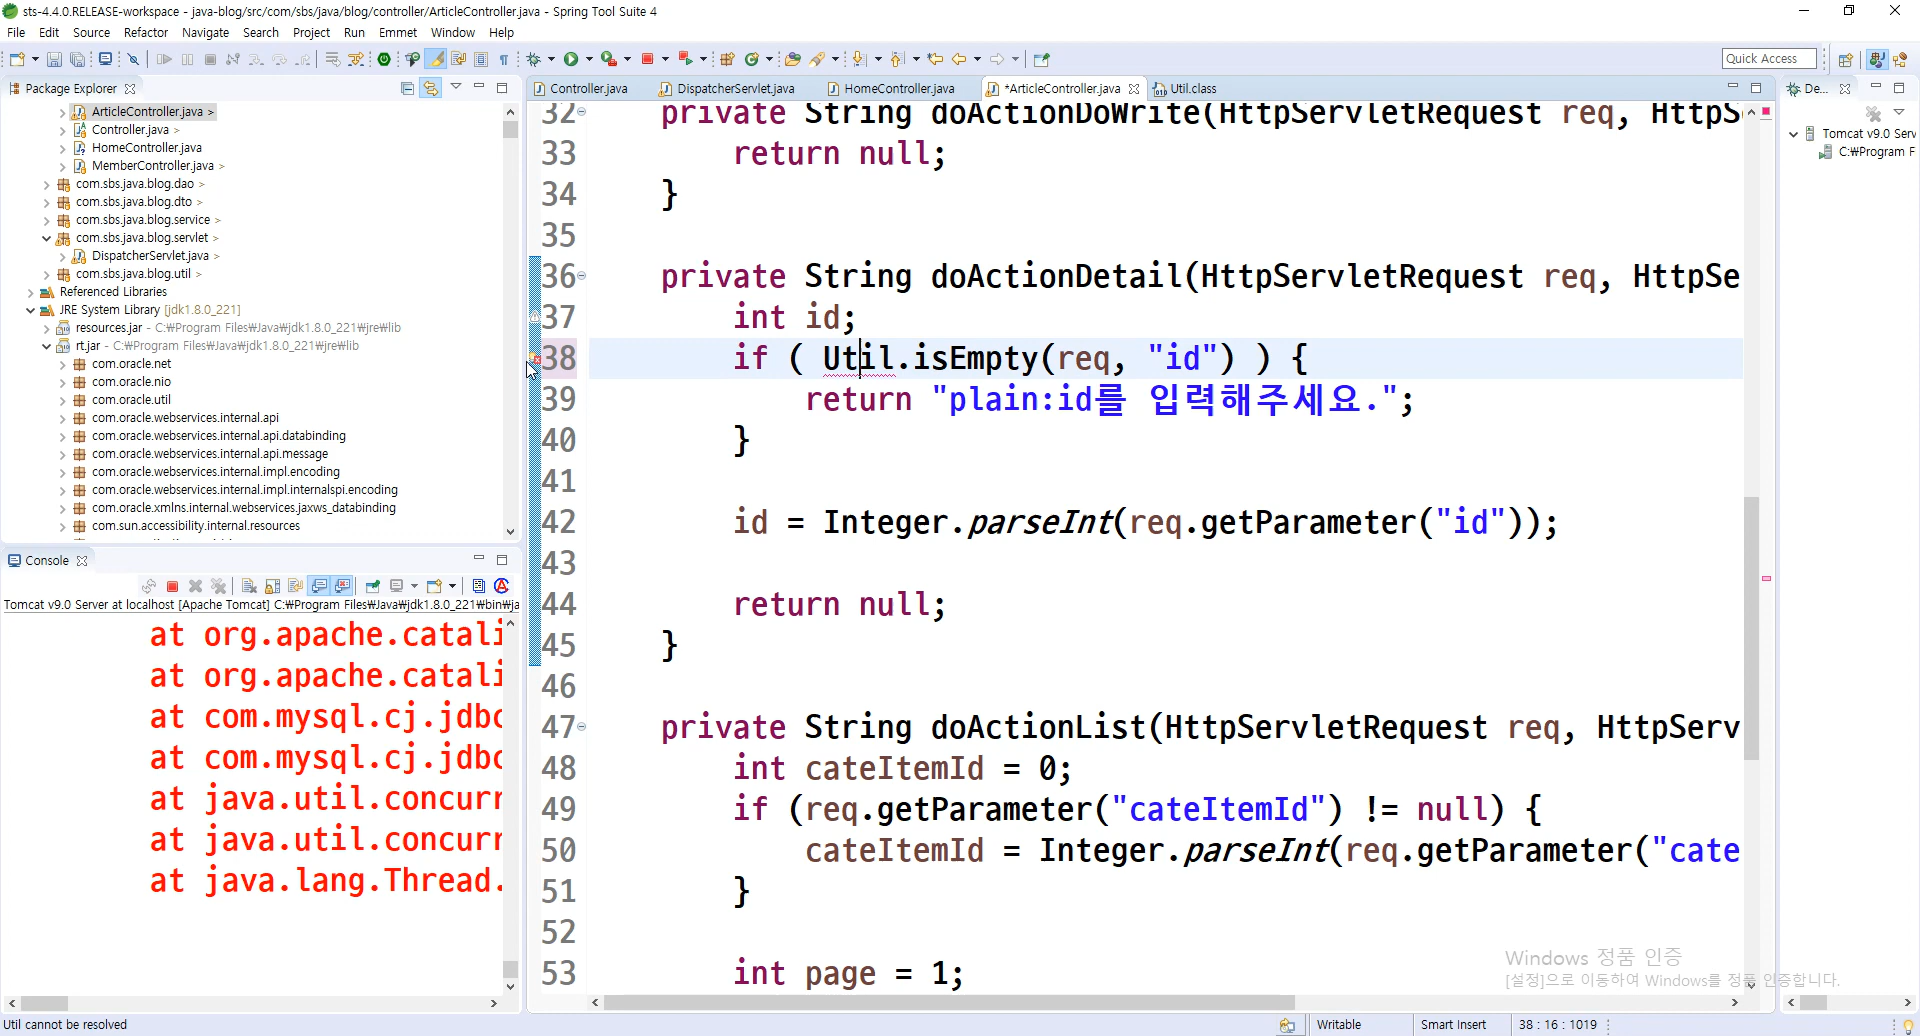 sts-4.4.0.RELEASE-workspace - java-blog/src/com/sbs/java/blog/controller/ArticleController.java - Spring Tool Suite 4
File Edit Source Refactor Navigate Search Project Run Emmet Window Help
Quick Access
Package Explorer
ArticleController.java >
Controller.java >
HomeController.java
MemberController.java >
com.sbs.java.blog.dao >
com.sbs.java.blog.dto >
com.sbs.java.blog.service >
com.sbs.java.blog.servlet >
DispatcherServlet.java >
com.sbs.java.blog.util >
Referenced Libraries
JRE System Library [jdk1.8.0_221]
resources.jar - C:₩Program Files₩Java₩jdk1.8.0_221₩jre₩lib
rt.jar - C:₩Program Files₩Java₩jdk1.8.0_221₩jre₩lib
com.oracle.net
com.oracle.nio
com.oracle.util
com.oracle.webservices.internal.api
com.oracle.webservices.internal.api.databinding
com.oracle.webservices.internal.api.message
com.oracle.webservices.internal.impl.encoding
com.oracle.webservices.internal.impl.internalspi.encoding
com.oracle.xmlns.internal.webservices.jaxws_databinding
com.sun.accessibility.internal.resources
Console
Tomcat v9.0 Server at localhost [Apache Tomcat] C:₩Program Files₩Java₩jdk1.8.0_221₩bin₩ja
at org.apache.catali
at org.apache.catali
at com.mysql.cj.jdbc
at com.mysql.cj.jdbc
at java.util.concurr
at java.util.concurr
at java.lang.Thread.
Controller.java DispatcherServlet.java HomeController.java *ArticleController.java Util.class
32 private String doActionDoWrite(HttpServletRequest req, HttpS
33 return null;
34 }
35
36 private String doActionDetail(HttpServletRequest req, HttpSe
37 int id;
38 if ( Util.isEmpty(req, "id") ) {
39 return "plain:id를 입력해주세요.";
40 }
41
42 id = Integer.parseInt(req.getParameter("id"));
43
44 return null;
45 }
46
47 private String doActionList(HttpServletRequest req, HttpServ
48 int cateItemId = 0;
49 if (req.getParameter("cateItemId") != null) {
50 cateItemId = Integer.parseInt(req.getParameter("cate
51 }
52
53 int page = 1;
De...
Tomcat v9.0 Serv
C:₩Program F
Windows 정품 인증
[설정]으로 이동하여 Windows를 정품 인증합니다.
Util cannot be resolved
Writable
Smart Insert
38 : 16 : 1019